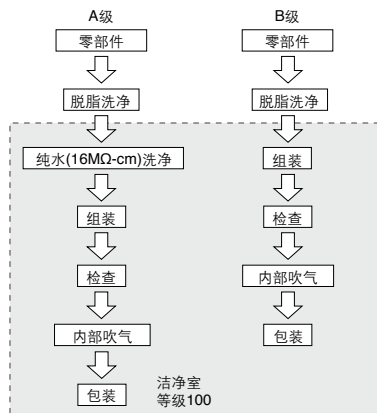 A级
零部件
脱脂洗净
纯水(16MΩ-cm)洗净
组装
检查
内部吹气
包装
B级
零部件
脱脂洗净
组装
检查
内部吹气
包装
洁净室
等级100